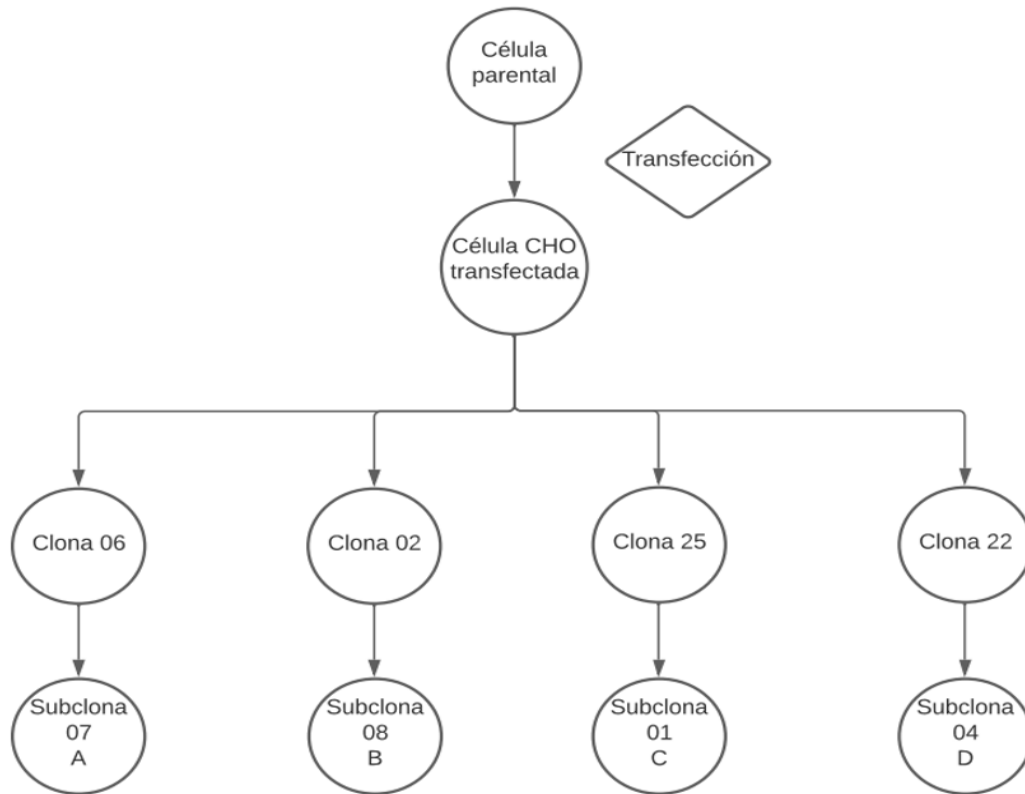 Célula
parental
Transfección
Célula CHO
transfectada
Clona 06
Clona 02
Clona 25
Clona 22
Subclona
07
A
Subclona
08
B
Subclona
01
C
Subclona
04
D